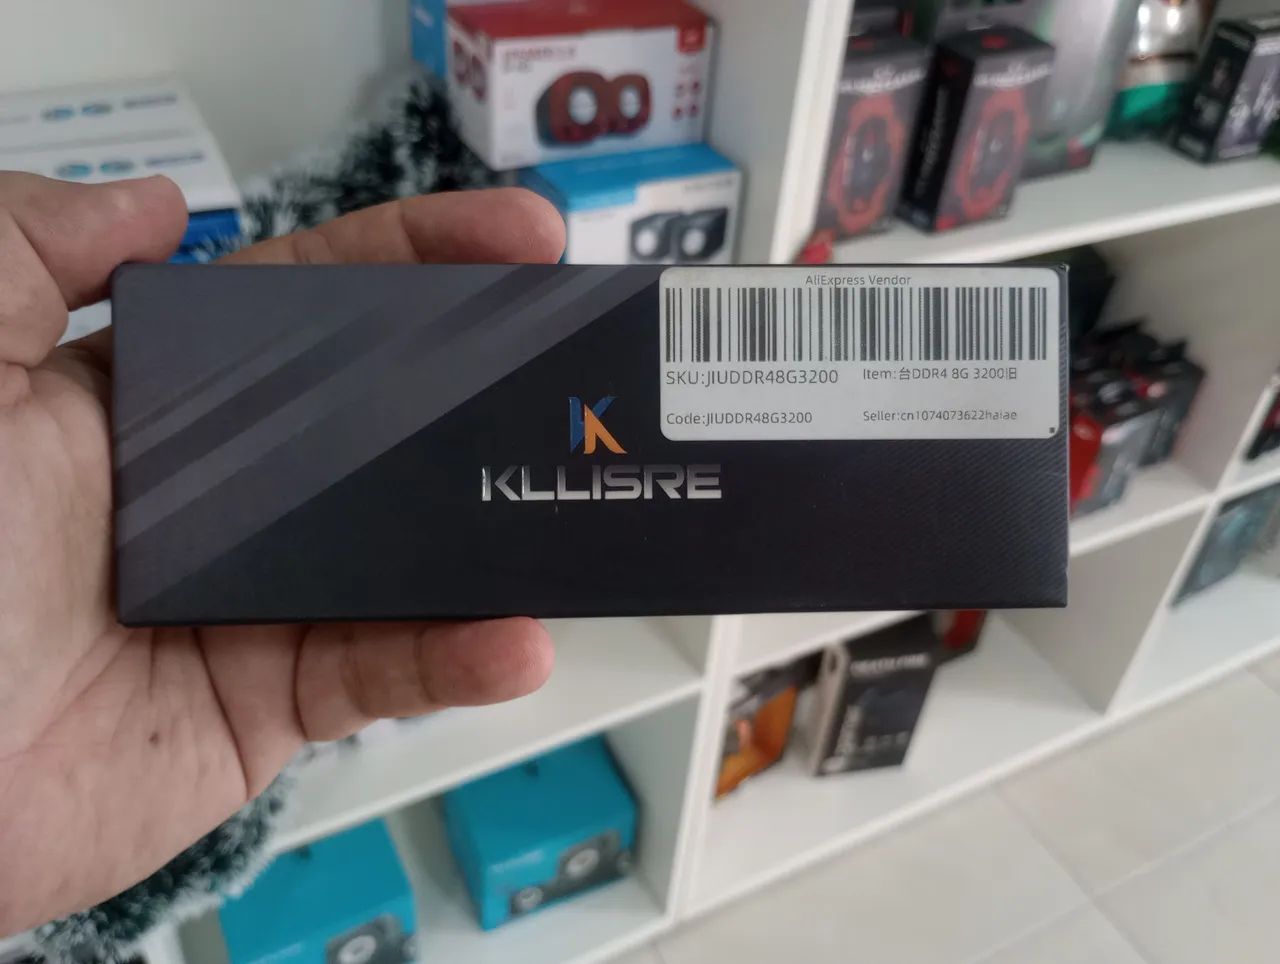 AliExpress Vendor
SKU:JIUDDR48G3200
Item:台DDR4 8G 3200旧
Code:JIUDDR48G3200
Seller:cn1074073622haiae
KLLISRE